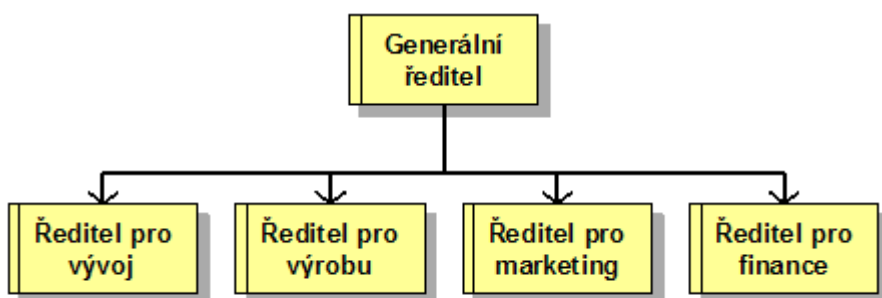 Generální
ředitel
Ředitel pro
vývoj
Ředitel pro
výrobu
Ředitel pro
marketing
Ředitel pro
finance